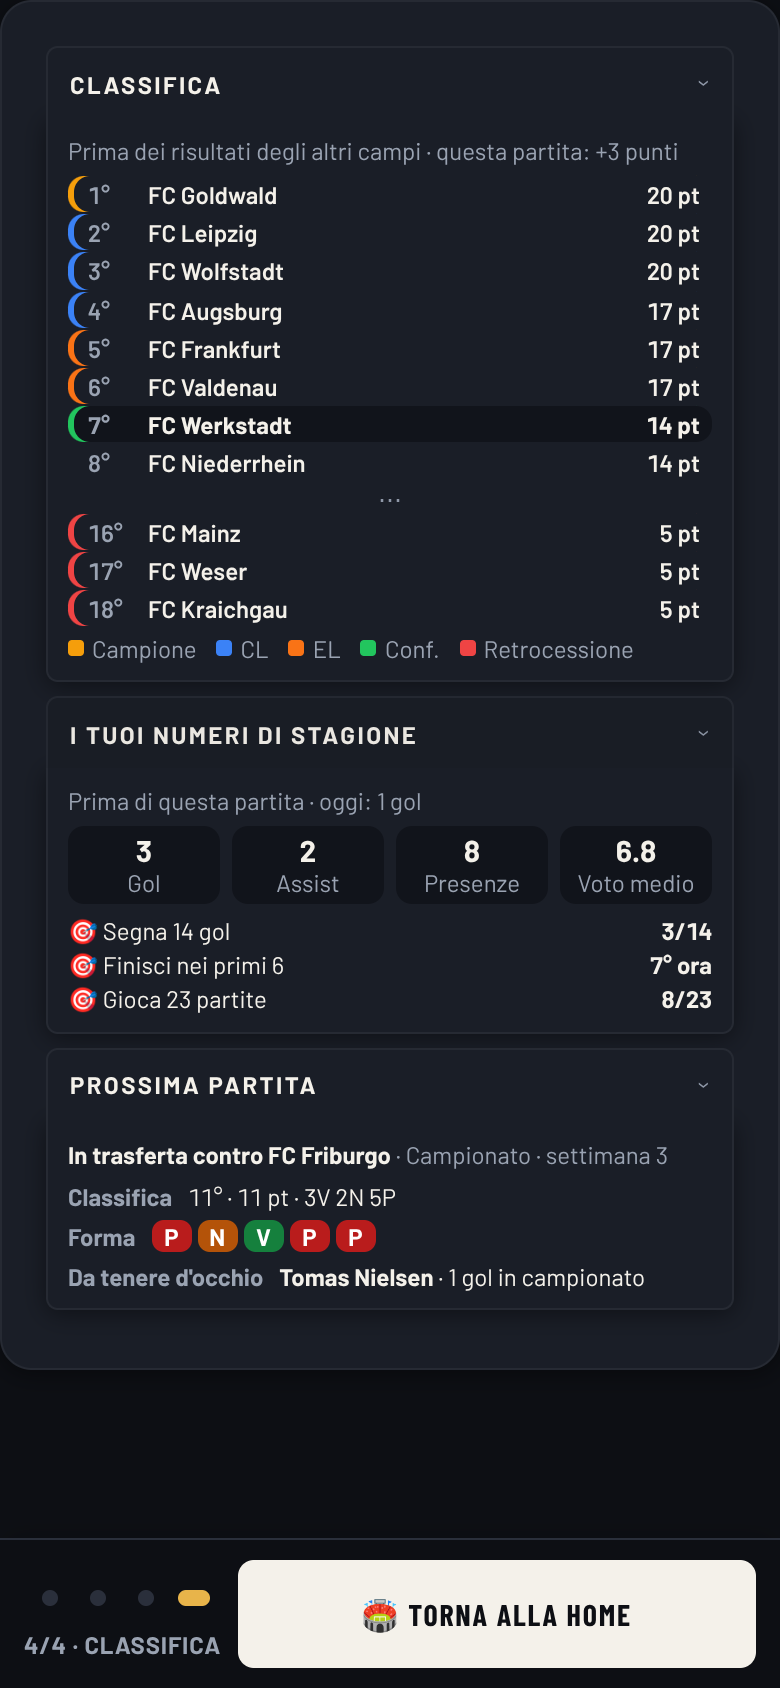 CLASSIFICA
Prima dei risultati degli altri campi · questa partita: +3 punti
1° FC Goldwald 20 pt
2° FC Leipzig 20 pt
3° FC Wolfstadt 20 pt
4° FC Augsburg 17 pt
5° FC Frankfurt 17 pt
6° FC Valdenau 17 pt
7° FC Werkstadt 14 pt
8° FC Niederrhein 14 pt
...
16° FC Mainz 5 pt
17° FC Weser 5 pt
18° FC Kraichgau 5 pt
Campione CL EL Conf. Retrocessione
I TUOI NUMERI DI STAGIONE
Prima di questa partita · oggi: 1 gol
3 2 8 6.8
Gol Assist Presenze Voto medio
🎯 Segna 14 gol 3/14
🎯 Finisci nei primi 6 7° ora
🎯 Gioca 23 partite 8/23
PROSSIMA PARTITA
In trasferta contro FC Friburgo · Campionato · settimana 3
Classifica 11° · 11 pt · 3V 2N 5P
Forma P N V P P
Da tenere d'occhio Tomas Nielsen · 1 gol in campionato
🏟️ TORNA ALLA HOME
4/4 · CLASSIFICA